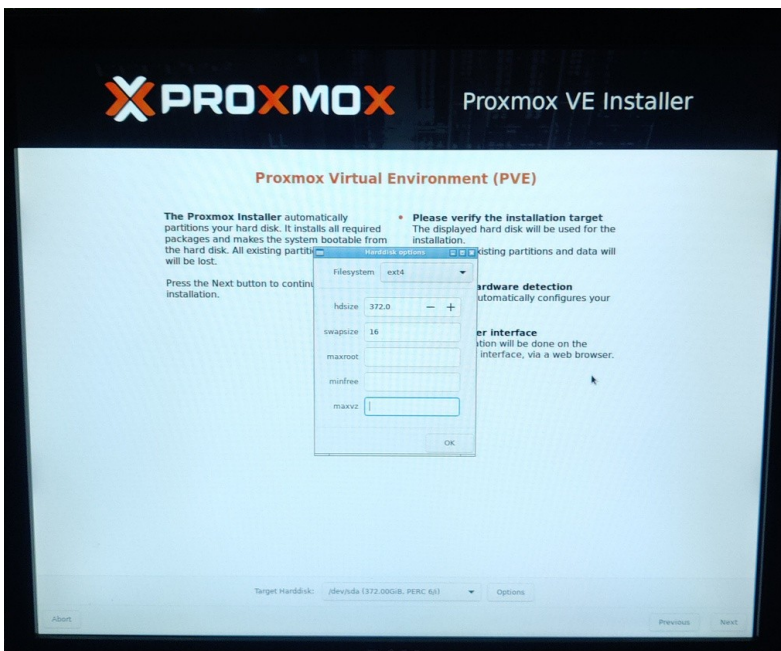 PROXMOX
Proxmox VE Installer
Proxmox Virtual Environment (PVE)
The Proxmox Installer automatically
partitions your hard disk. It installs all required
packages and makes the system bootable from
the hard disk. All existing partiti
will be lost.
Press the Next button to continu
installation.
• Please verify the installation target
The displayed hard disk will be used for the
installation.
xisting partitions and data will
ardware detection
utomatically configures your
er interface
tion will be done on the
interface, via a web browser.
Harddisk options
Filesystem ext4
hdsize 372.0 − +
swapsize 16
maxroot
minfree
maxvz
OK
Target Harddisk: /dev/sda (372.00GiB, PERC 6/i) Options
Abort Previous Next